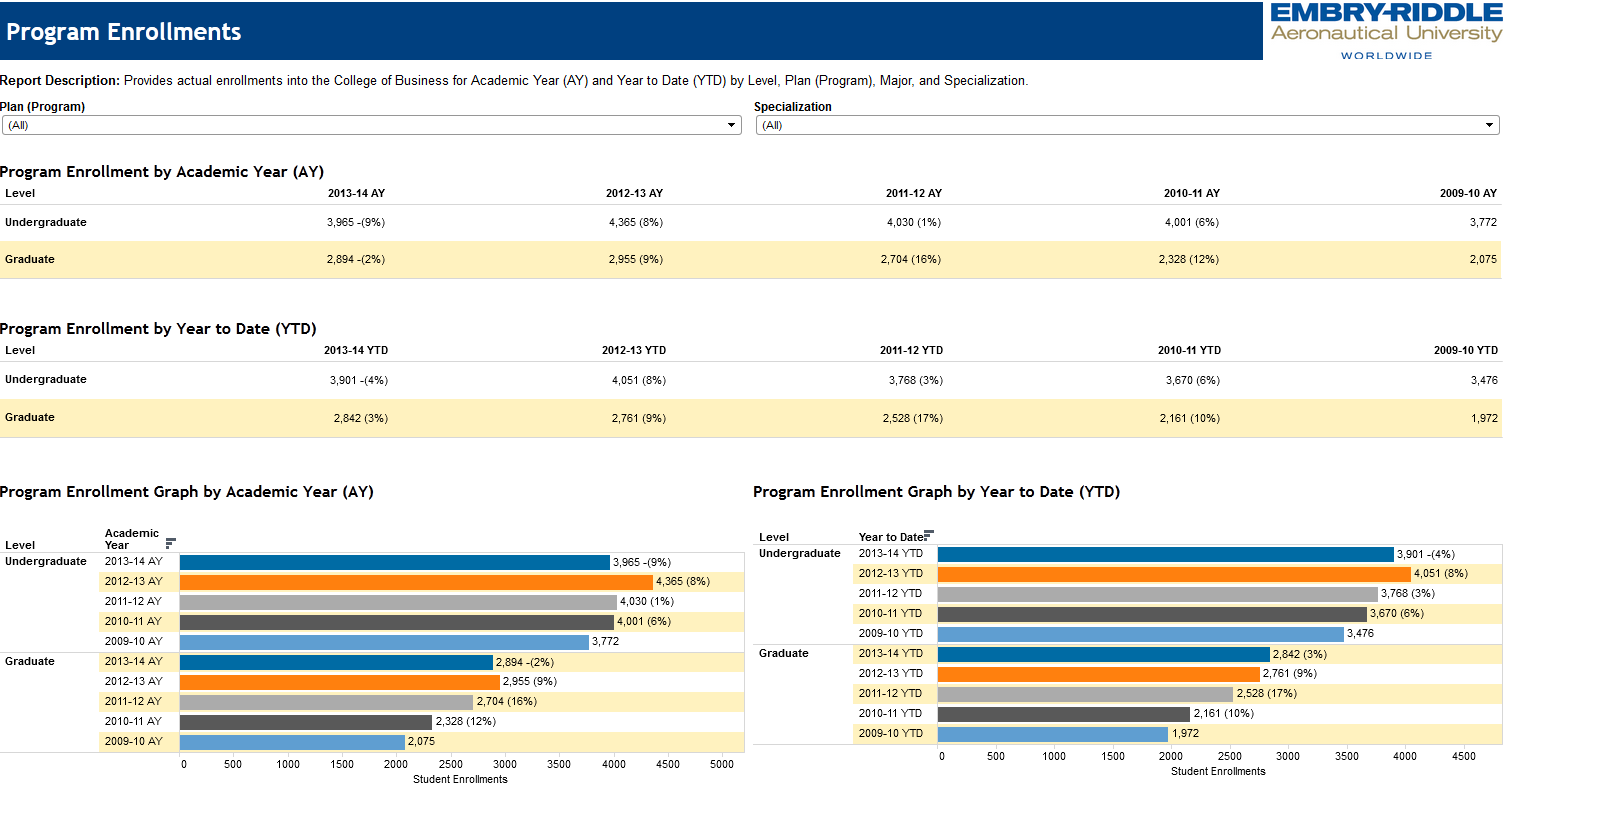 Program Enrollments
EMBRY-RIDDLE
Aeronautical University
WORLDWIDE
Report Description: Provides actual enrollments into the College of Business for Academic Year (AY) and Year to Date (YTD) by Level, Plan (Program), Major, and Specialization.
Plan (Program) Specialization
(All) (All)
Program Enrollment by Academic Year (AY)
Level 2013-14 AY 2012-13 AY 2011-12 AY 2010-11 AY 2009-10 AY
Undergraduate 3,965 -(9%) 4,365 (8%) 4,030 (1%) 4,001 (6%) 3,772
Graduate 2,894 -(2%) 2,955 (9%) 2,704 (16%) 2,328 (12%) 2,075
Program Enrollment by Year to Date (YTD)
Level 2013-14 YTD 2012-13 YTD 2011-12 YTD 2010-11 YTD 2009-10 YTD
Undergraduate 3,901 -(4%) 4,051 (8%) 3,768 (3%) 3,670 (6%) 3,476
Graduate 2,842 (3%) 2,761 (9%) 2,528 (17%) 2,161 (10%) 1,972
Program Enrollment Graph by Academic Year (AY)
Level Academic
Year
Undergraduate 2013-14 AY 3,965 -(9%)
2012-13 AY 4,365 (8%)
2011-12 AY 4,030 (1%)
2010-11 AY 4,001 (6%)
2009-10 AY 3,772
Graduate 2013-14 AY 2,894 -(2%)
2012-13 AY 2,955 (9%)
2011-12 AY 2,704 (16%)
2010-11 AY 2,328 (12%)
2009-10 AY 2,075
0 500 1000 1500 2000 2500 3000 3500 4000 4500 5000
Student Enrollments
Program Enrollment Graph by Year to Date (YTD)
Level Year to Date
Undergraduate 2013-14 YTD 3,901 -(4%)
2012-13 YTD 4,051 (8%)
2011-12 YTD 3,768 (3%)
2010-11 YTD 3,670 (6%)
2009-10 YTD 3,476
Graduate 2013-14 YTD 2,842 (3%)
2012-13 YTD 2,761 (9%)
2011-12 YTD 2,528 (17%)
2010-11 YTD 2,161 (10%)
2009-10 YTD 1,972
0 500 1000 1500 2000 2500 3000 3500 4000 4500
Student Enrollments